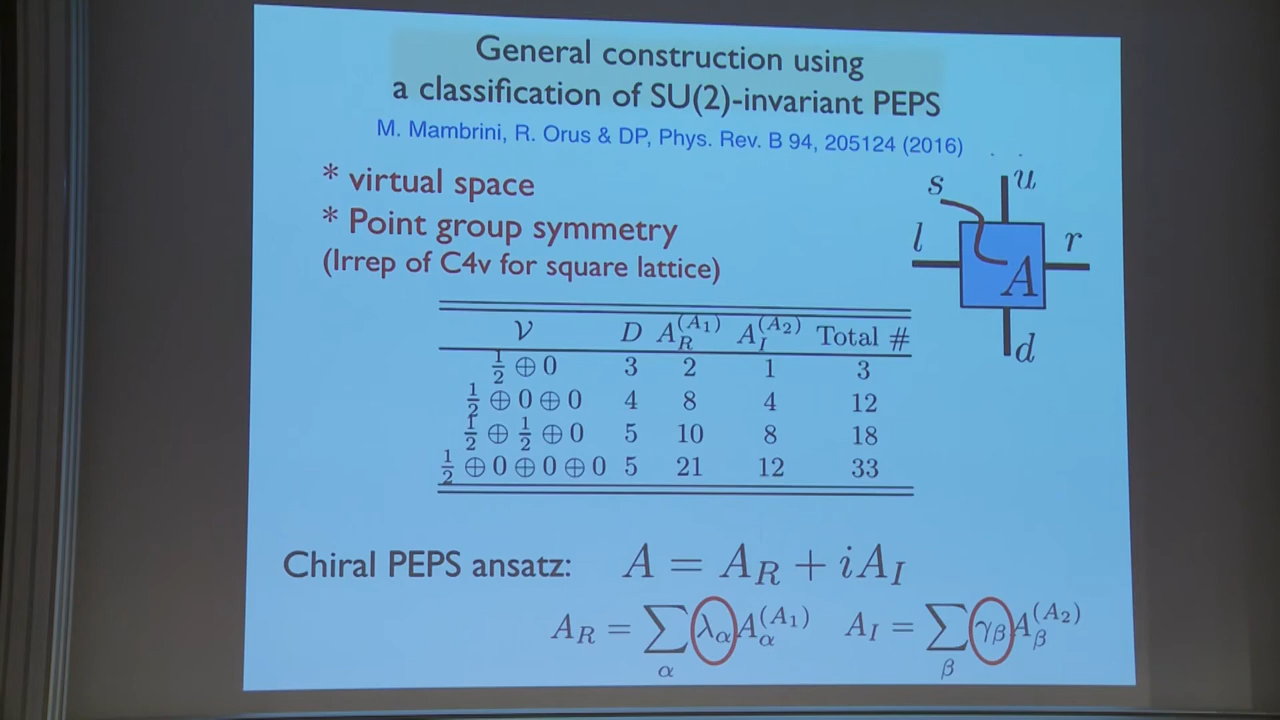 General construction using
a classification of SU(2)-invariant PEPS
M. Mambrini, R. Orus & DP, Phys. Rev. B 94, 205124 (2016)
* virtual space
* Point group symmetry
(Irrep of C4v for square lattice)
s
u
l
r
A
d
𝒱 D A_R^{(A_1)} A_I^{(A_2)} Total #
1/2 ⊕ 0 3 2 1 3
1/2 ⊕ 0 ⊕ 0 4 8 4 12
1/2 ⊕ 1/2 ⊕ 0 5 10 8 18
1/2 ⊕ 0 ⊕ 0 ⊕ 0 5 21 12 33
Chiral PEPS ansatz: A = A_R + iA_I
A_R = ∑_α λ_α A_α^{(A_1)} A_I = ∑_β γ_β A_β^{(A_2)}